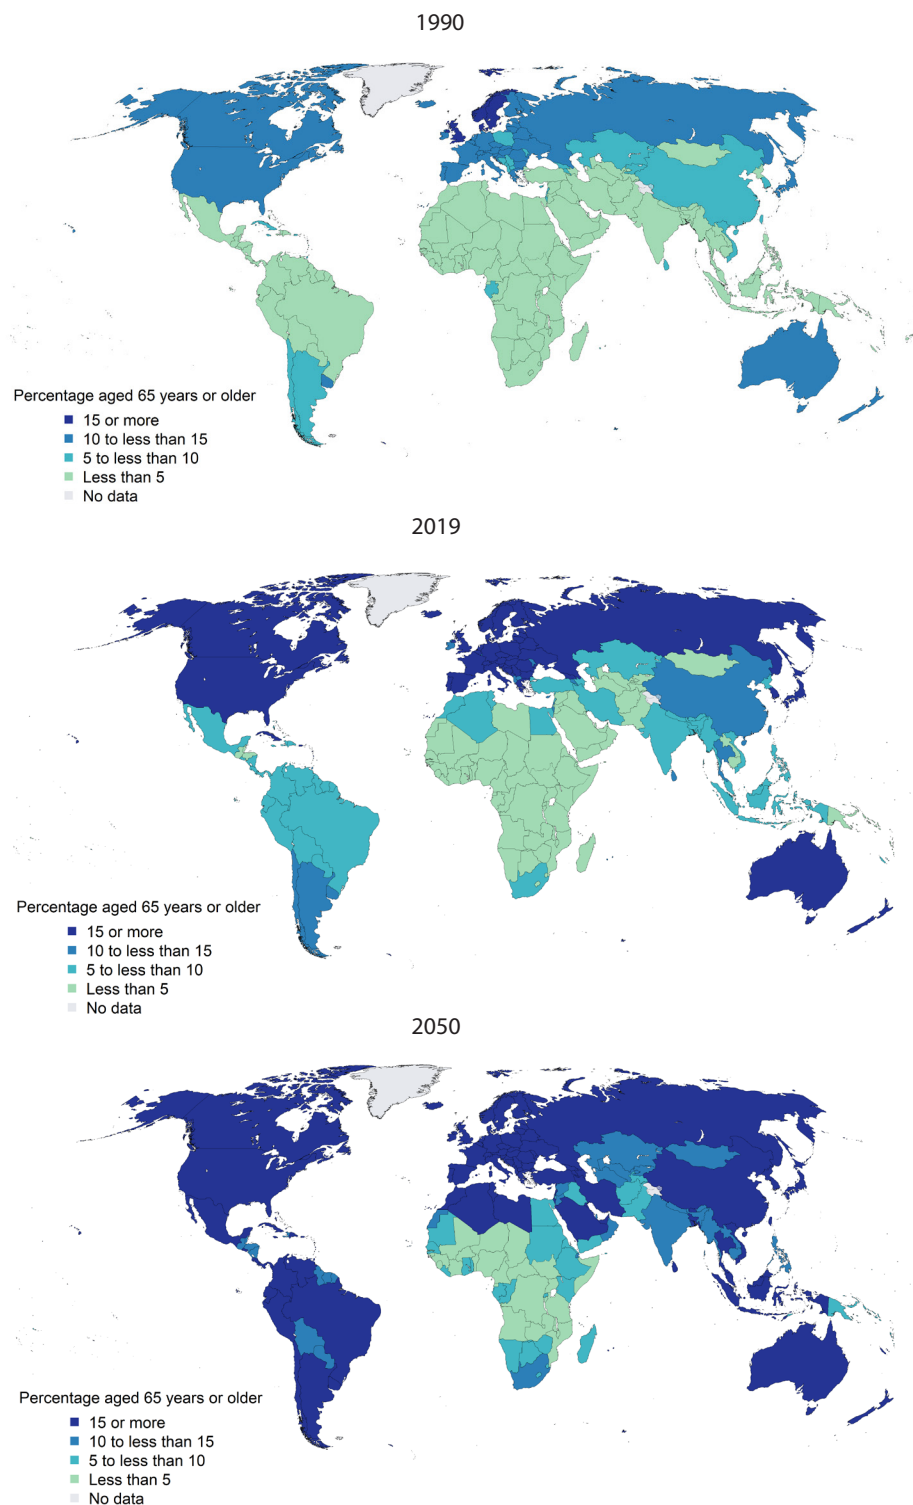 1990
Percentage aged 65 years or older
15 or more
10 to less than 15
5 to less than 10
Less than 5
No data
2019
Percentage aged 65 years or older
15 or more
10 to less than 15
5 to less than 10
Less than 5
No data
2050
Percentage aged 65 years or older
15 or more
10 to less than 15
5 to less than 10
Less than 5
No data